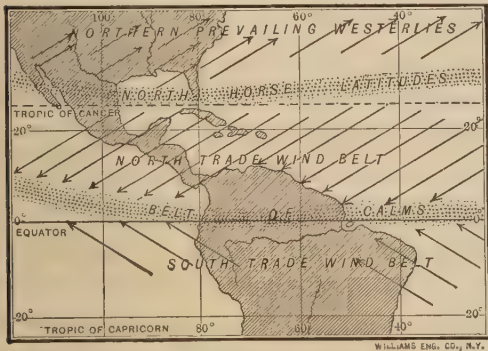 100° 80° 60° 40°
NORTHERN PREVAILING WESTERLIES
NORTH HORSE LATITUDES
TROPIC OF CANCER
20° 20°
NORTH TRADE WIND BELT
BELT OF CALMS
0° 0°
EQUATOR
SOUTH TRADE WIND BELT
20° 80° 60° 40° 20°
TROPIC OF CAPRICORN
WILLIAMS ENG. CO., N.Y.